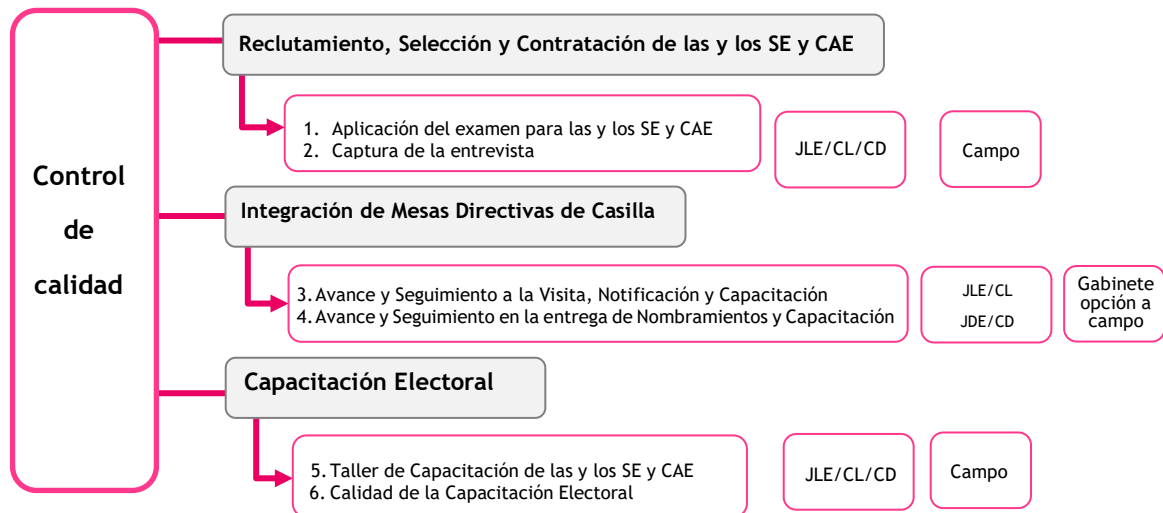 Control
de
calidad
Reclutamiento, Selección y Contratación de las y los SE y CAE
1. Aplicación del examen para las y los SE y CAE
2. Captura de la entrevista
JLE/CL/CD
Campo
Integración de Mesas Directivas de Casilla
3. Avance y Seguimiento a la Visita, Notificación y Capacitación
4. Avance y Seguimiento en la entrega de Nombramientos y Capacitación
JLE/CL
JDE/CD
Gabinete
opción a
campo
Capacitación Electoral
5. Taller de Capacitación de las y los SE y CAE
6. Calidad de la Capacitación Electoral
JLE/CL/CD
Campo